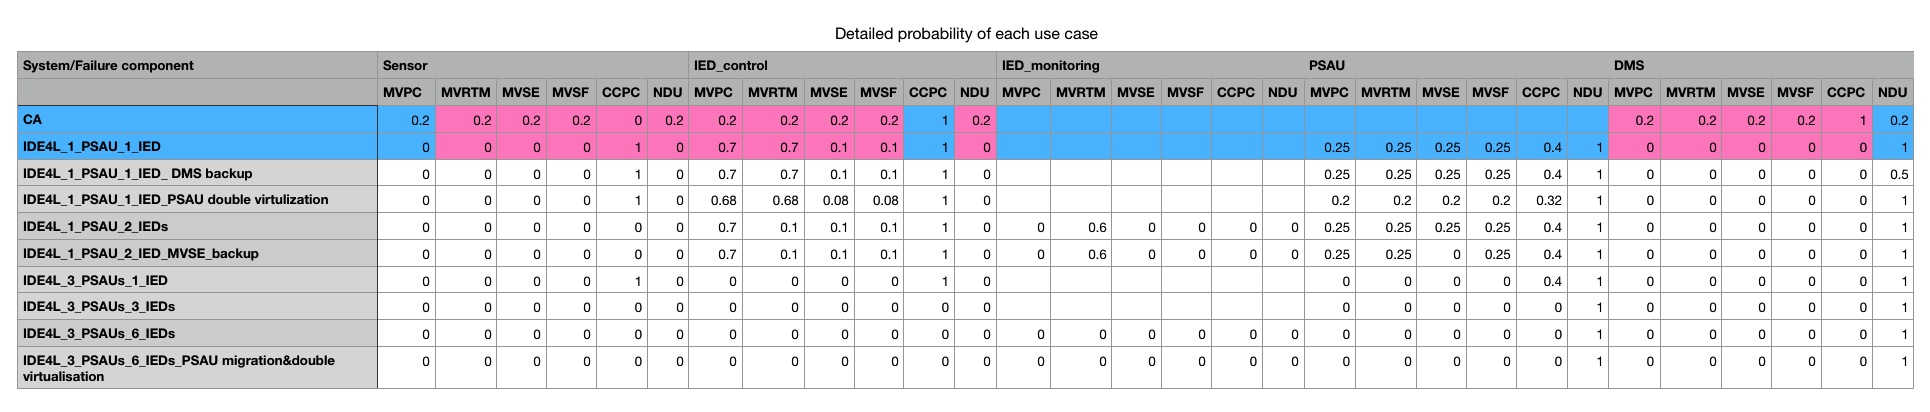 Detailed probability of each use case
System/Failure component Sensor IED_control IED_monitoring PSAU DMS
MVPC MVRTM MVSE MVSF CCPC NDU MVPC MVRTM MVSE MVSF CCPC NDU MVPC MVRTM MVSE MVSF CCPC NDU MVPC MVRTM MVSE MVSF CCPC NDU MVPC MVRTM MVSE MVSF CCPC NDU
CA 0.2 0.2 0.2 0.2 0 0.2 0.2 0.2 0.2 0.2 1 0.2 0.2 0.2 0.2 0.2 1 0.2
IDE4L_1_PSAU_1_IED 0 0 0 0 1 0 0.7 0.7 0.1 0.1 1 0 0.25 0.25 0.25 0.25 0.4 1 0 0 0 0 0 1
IDE4L_1_PSAU_1_IED_ DMS backup 0 0 0 0 1 0 0.7 0.7 0.1 0.1 1 0 0.25 0.25 0.25 0.25 0.4 1 0 0 0 0 0 0.5
IDE4L_1_PSAU_1_IED_PSAU double virtulization 0 0 0 0 1 0 0.68 0.68 0.08 0.08 1 0 0.2 0.2 0.2 0.2 0.32 1 0 0 0 0 0 1
IDE4L_1_PSAU_2_IEDs 0 0 0 0 0 0 0.7 0.1 0.1 0.1 1 0 0 0.6 0 0 0 0 0.25 0.25 0.25 0.25 0.4 1 0 0 0 0 0 1
IDE4L_1_PSAU_2_IED_MVSE_backup 0 0 0 0 0 0 0.7 0.1 0.1 0.1 1 0 0 0.6 0 0 0 0 0.25 0.25 0 0.25 0.4 1 0 0 0 0 0 1
IDE4L_3_PSAUs_1_IED 0 0 0 0 1 0 0 0 0 0 1 0 0 0 0 0 0.4 1 0 0 0 0 0 1
IDE4L_3_PSAUs_3_IEDs 0 0 0 0 0 0 0 0 0 0 0 0 0 0 0 0 0 1 0 0 0 0 0 1
IDE4L_3_PSAUs_6_IEDs 0 0 0 0 0 0 0 0 0 0 0 0 0 0 0 0 0 0 0 0 0 0 0 1 0 0 0 0 0 1
IDE4L_3_PSAUs_6_IEDs_PSAU migration&double 0 0 0 0 0 0 0 0 0 0 0 0 0 0 0 0 0 0 0 0 0 0 0 1 0 0 0 0 0 1
virtualisation